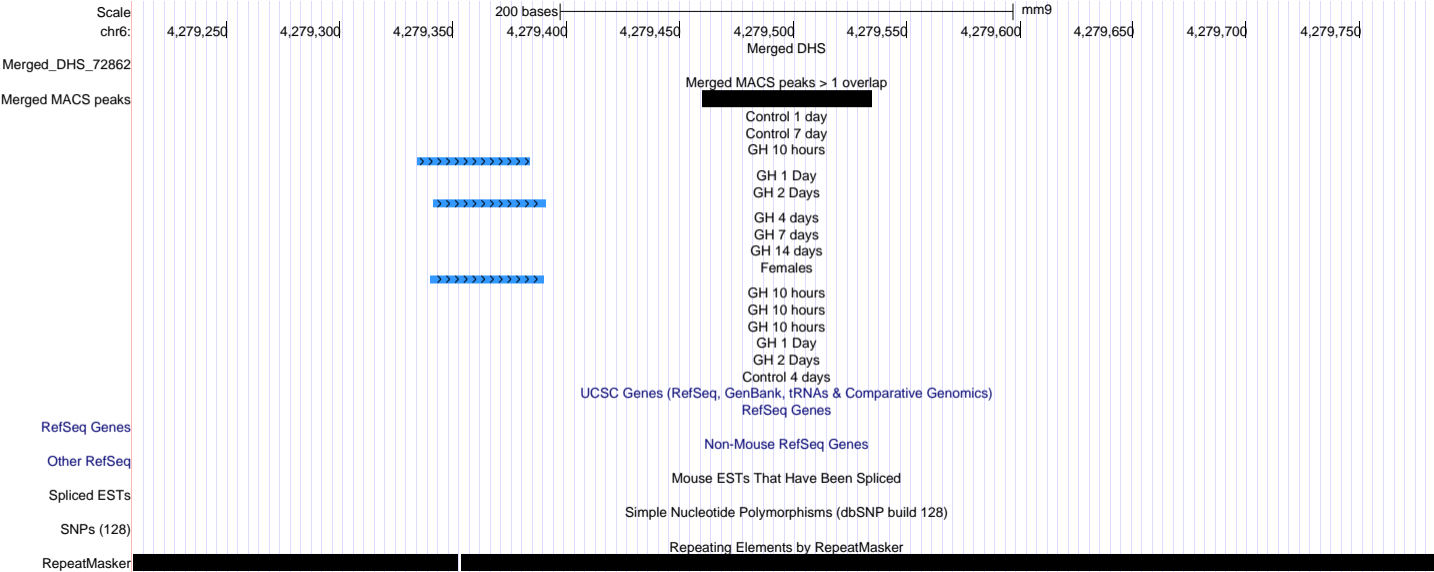 Scale 200 bases mm9
chr6: 4,279,250 4,279,300 4,279,350 4,279,400 4,279,450 4,279,500 4,279,550 4,279,600 4,279,650 4,279,700 4,279,750
Merged DHS
Merged_DHS_72862
Merged MACS peaks > 1 overlap
Merged MACS peaks
Control 1 day
Control 7 day
GH 10 hours
GH 1 Day
GH 2 Days
GH 4 days
GH 7 days
GH 14 days
Females
GH 10 hours
GH 10 hours
GH 10 hours
GH 1 Day
GH 2 Days
Control 4 days
UCSC Genes (RefSeq, GenBank, tRNAs & Comparative Genomics)
RefSeq Genes
RefSeq Genes
Non-Mouse RefSeq Genes
Other RefSeq
Mouse ESTs That Have Been Spliced
Spliced ESTs
Simple Nucleotide Polymorphisms (dbSNP build 128)
SNPs (128)
Repeating Elements by RepeatMasker
RepeatMasker